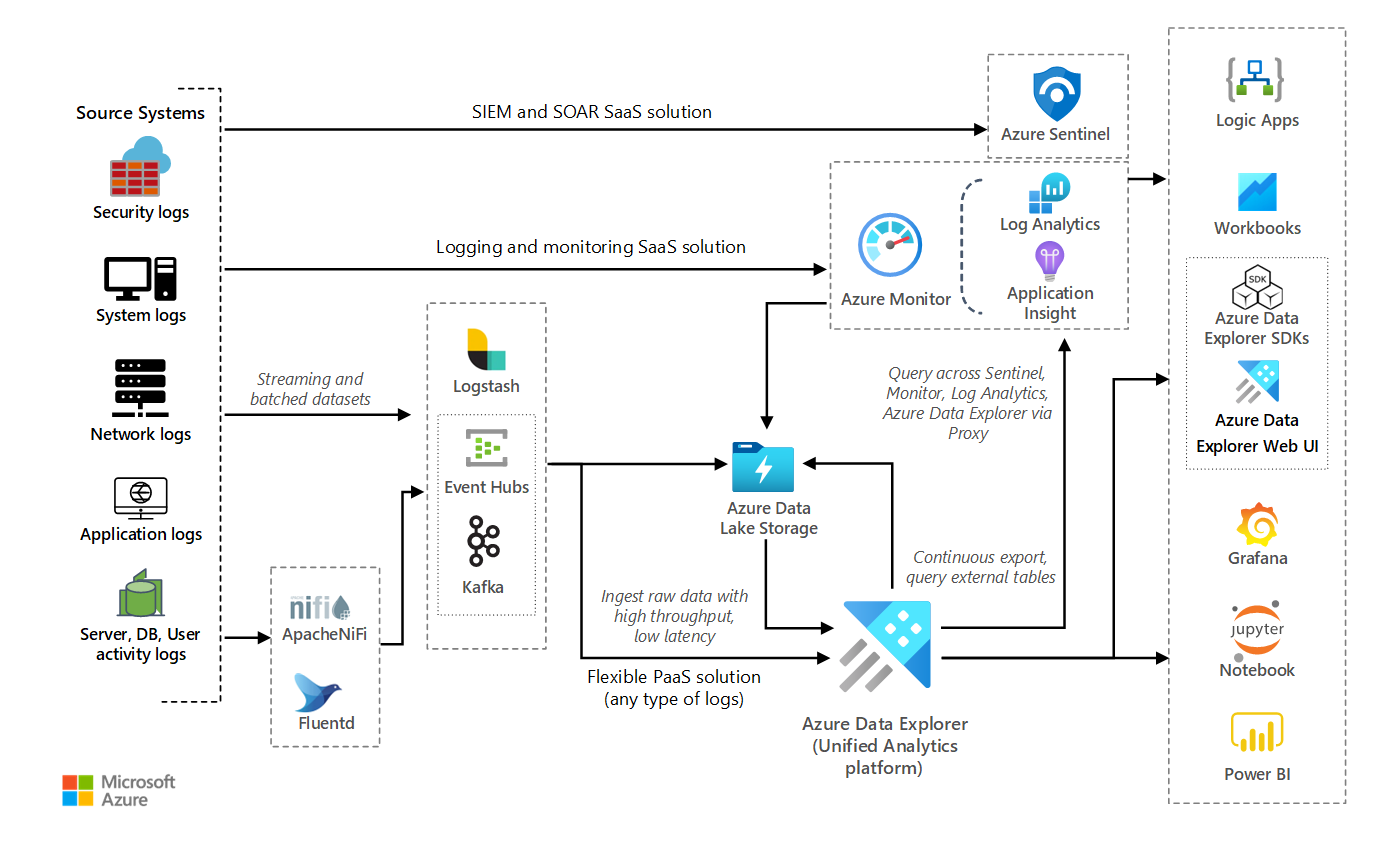 Source Systems
Security logs
System logs
Network logs
Application logs
Server, DB, User
activity logs
SIEM and SOAR SaaS solution
Logging and monitoring SaaS solution
Streaming and
batched datasets
nifi
ApacheNiFi
Fluentd
Logstash
Event Hubs
Kafka
Azure Sentinel
Azure Monitor
Log Analytics
Application
Insight
Query across Sentinel,
Monitor, Log Analytics,
Azure Data Explorer via
Proxy
Azure Data
Lake Storage
Continuous export,
query external tables
Ingest raw data with
high throughput,
low latency
Flexible PaaS solution
(any type of logs)
Azure Data Explorer
(Unified Analytics
platform)
Logic Apps
Workbooks
SDK
Azure Data
Explorer SDKs
Azure Data
Explorer Web UI
Grafana
jupyter
Notebook
Power BI
Microsoft
Azure